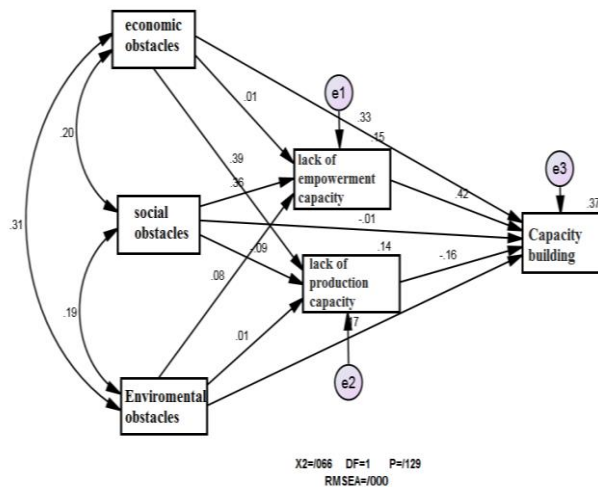 economic
obstacles
e1
.01
.33
.15
.20
.39
lack of
empowerment
capacity
e3
.36
.42
.37
.31
social
obstacles
-.01
Capacity
building
-.09
.14
lack of
production
capacity
-.16
.08
.19
.01
.17
Enviromental
obstacles
e2
X2=/066 DF=1 P=/129
RMSEA=/000